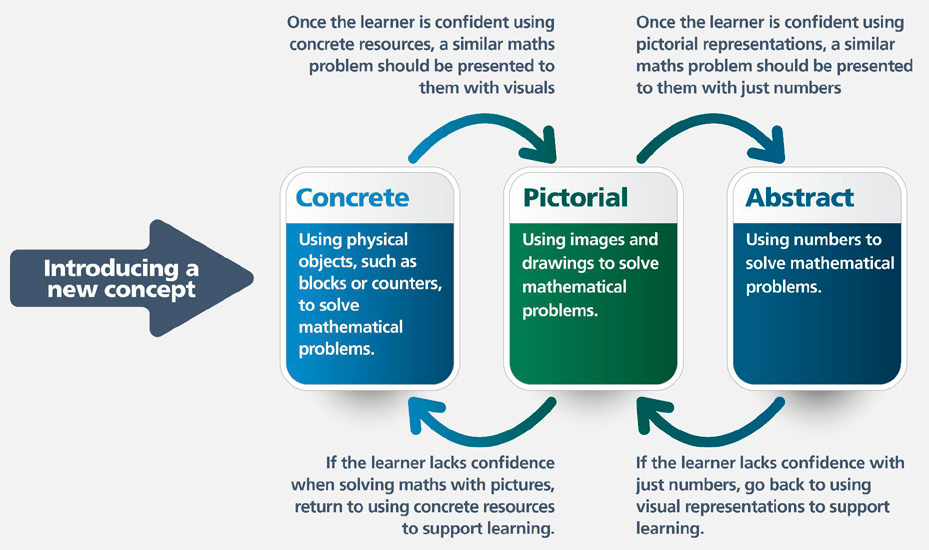 Once the learner is confident using
concrete resources, a similar maths
problem should be presented to
them with visuals
Once the learner is confident using
pictorial representations, a similar
maths problem should be presented
to them with just numbers
Introducing a
new concept
Concrete
Using physical
objects, such as
blocks or counters,
to solve
mathematical
problems.
Pictorial
Using images and
drawings to solve
mathematical
problems.
Abstract
Using numbers to
solve mathematical
problems.
If the learner lacks confidence
when solving maths with pictures,
return to using concrete resources
to support learning.
If the learner lacks confidence with
just numbers, go back to using
visual representations to support
learning.